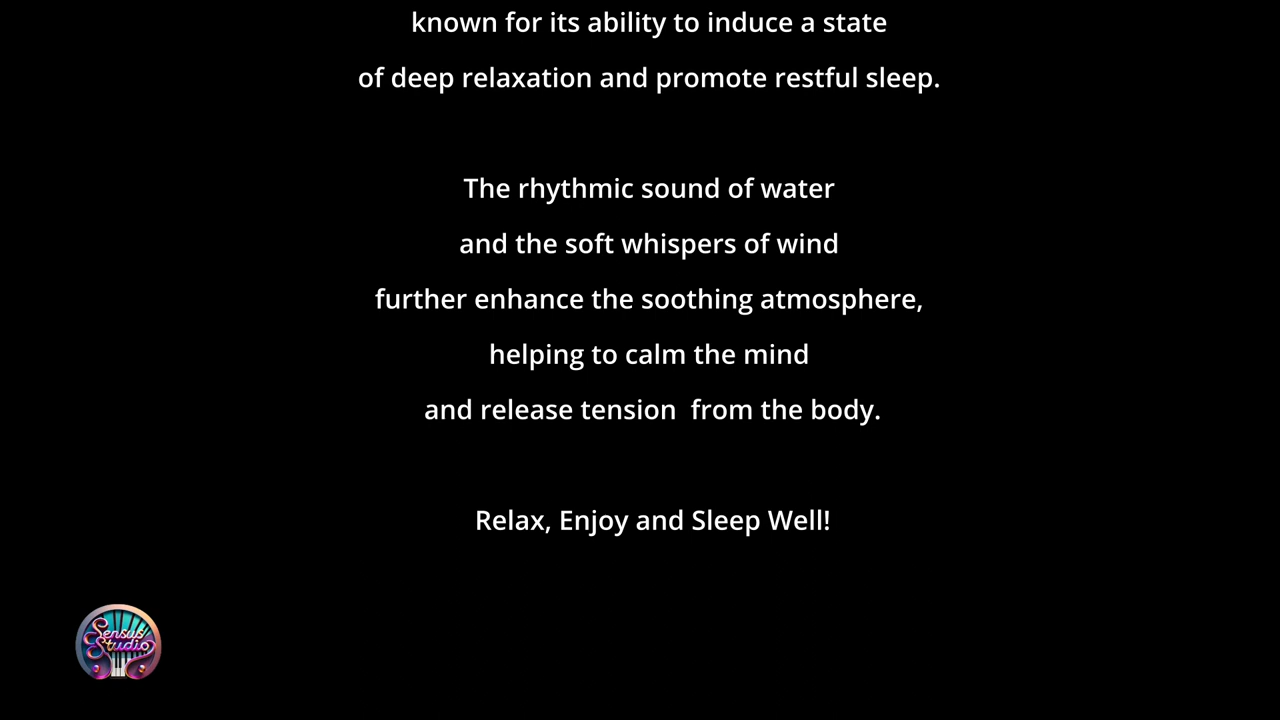 known for its ability to induce a state
of deep relaxation and promote restful sleep.
The rhythmic sound of water
and the soft whispers of wind
further enhance the soothing atmosphere,
helping to calm the mind
and release tension  from the body.
Relax, Enjoy and Sleep Well!
Sensus
Studio